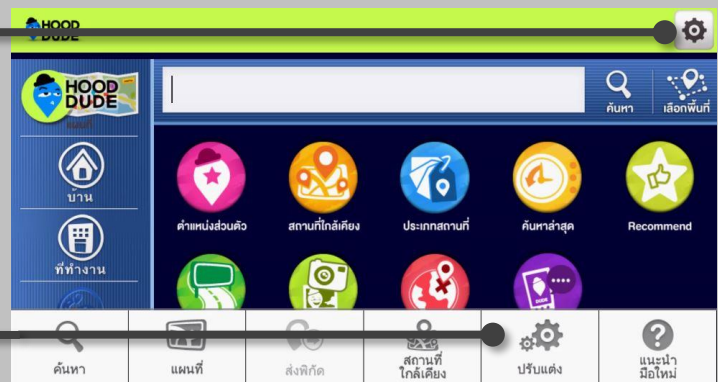 HOOD
DUDE
HOOD
DUDE
แผนที่
ค้นหา
เลือกพื้นที่
บ้าน
ที่ทำงาน
ตำแหน่งส่วนตัว
สถานที่ใกล้เคียง
ประเภทสถานที่
ค้นหาล่าสุด
Recommend
ค้นหา
แผนที่
ส่งพิกัด
สถานที่
ใกล้เคียง
ปรับแต่ง
แนะนำ
มือใหม่